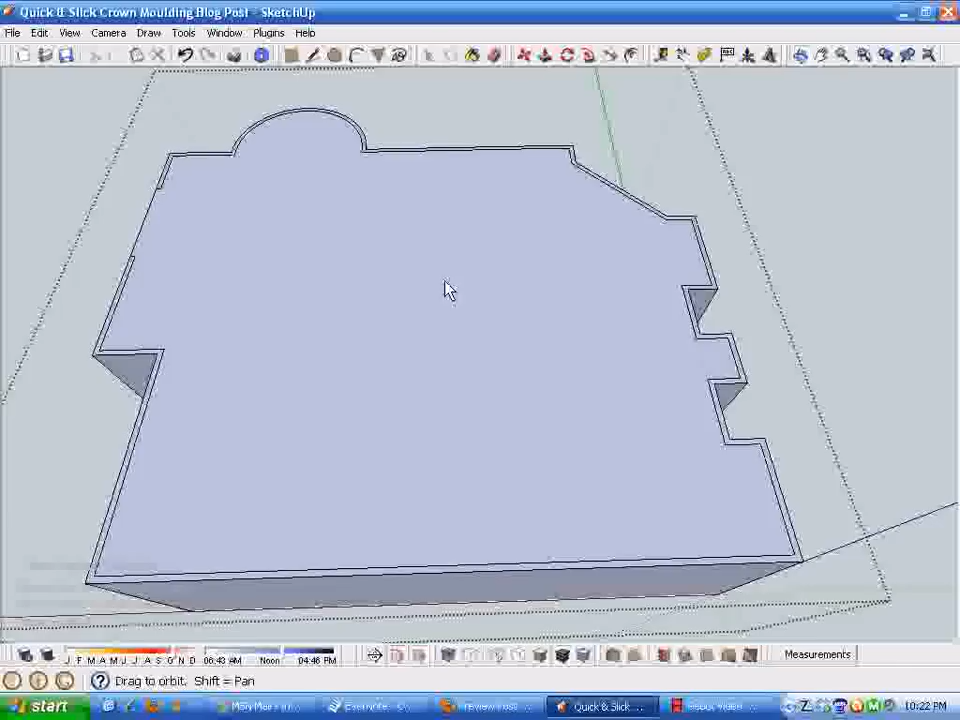 Quick & Slick Crown Moulding Blog Post - SketchUp
File Edit View Camera Draw Tools Window Plugins Help
J F M A M J J A S O N D 06:43 AM Noon 04:46 PM Measurements
Drag to orbit. Shift = Pan
start Quick & Slick ... 10:22 PM